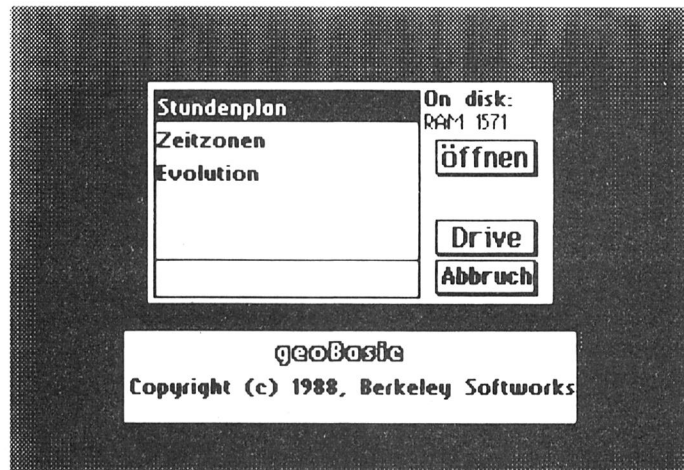 Stundenplan
Zeitzonen
Evolution
On disk:
RAM 1571
Öffnen
Drive
Abbruch
geoBasic
Copyright (c) 1988, Berkeley Softworks